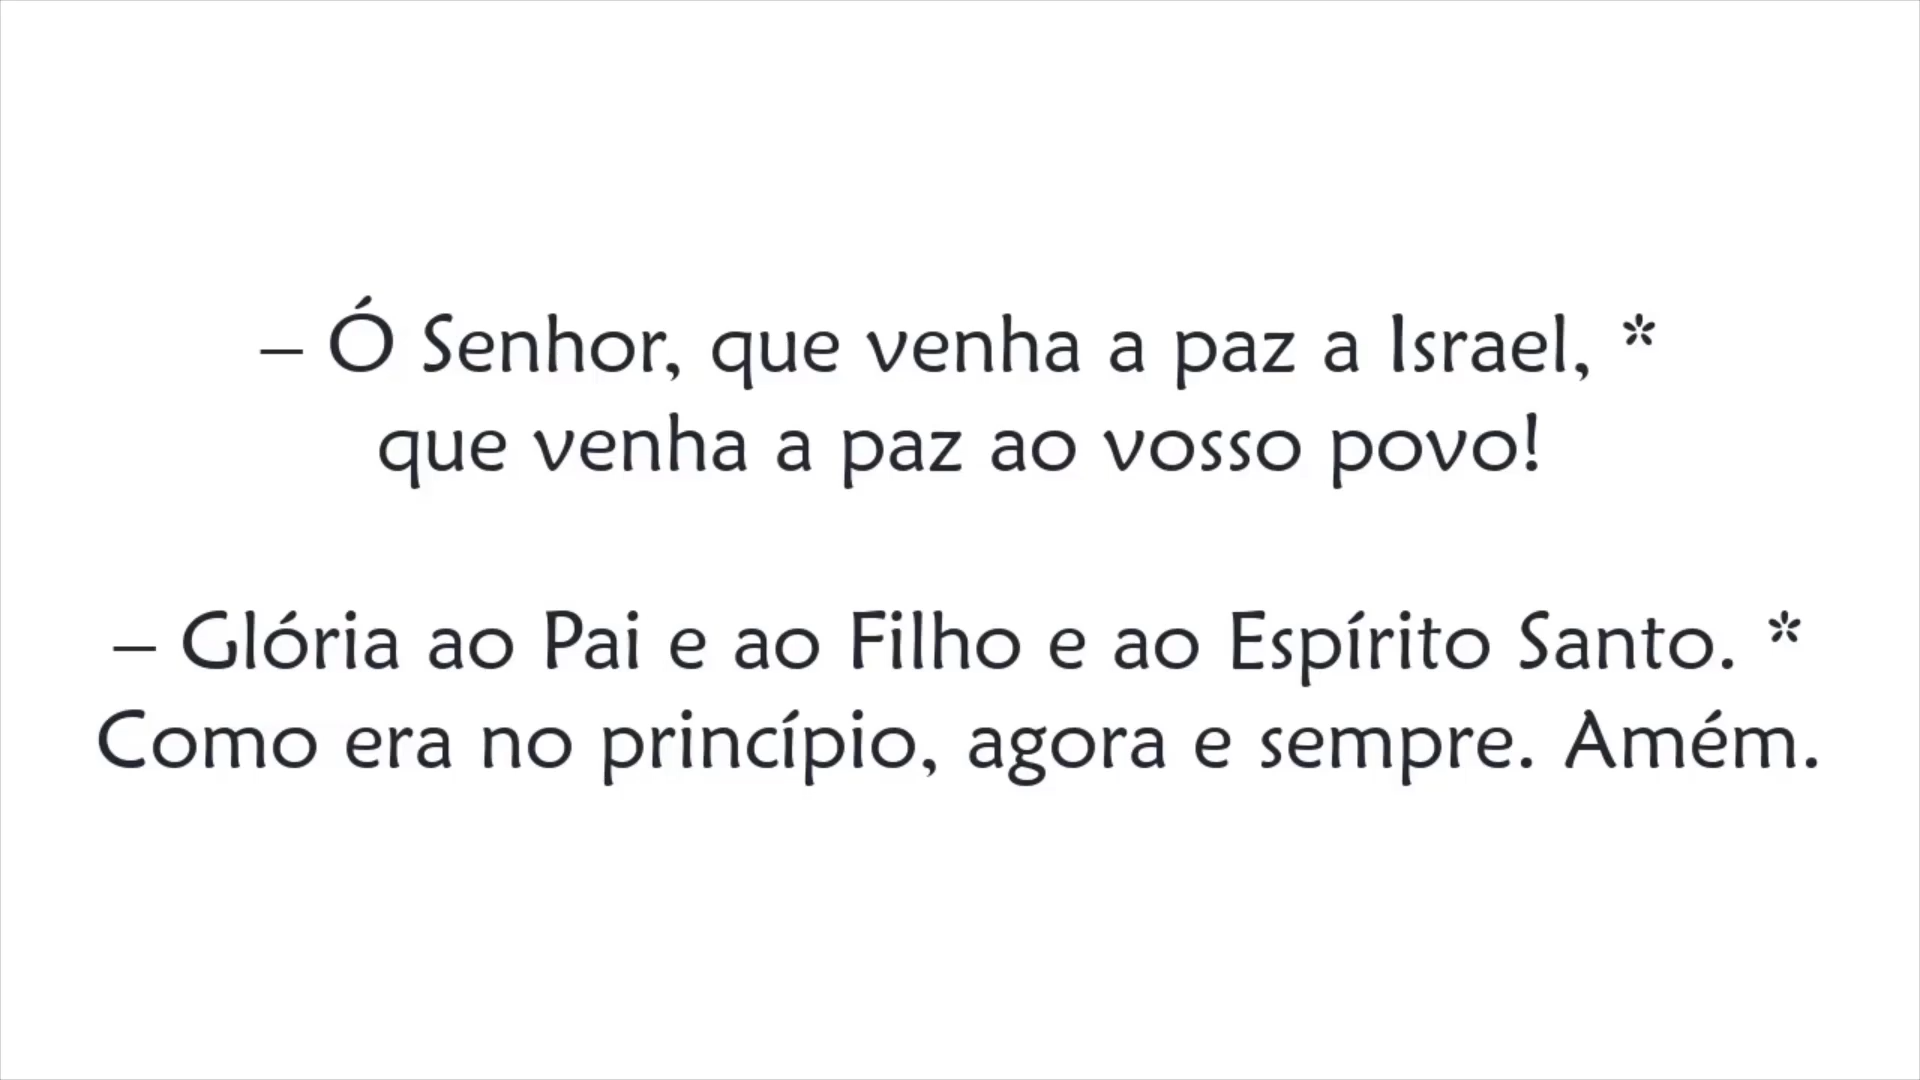 – Ó Senhor, que venha a paz a Israel, *
que venha a paz ao vosso povo!
– Glória ao Pai e ao Filho e ao Espírito Santo. *
Como era no princípio, agora e sempre. Amém.